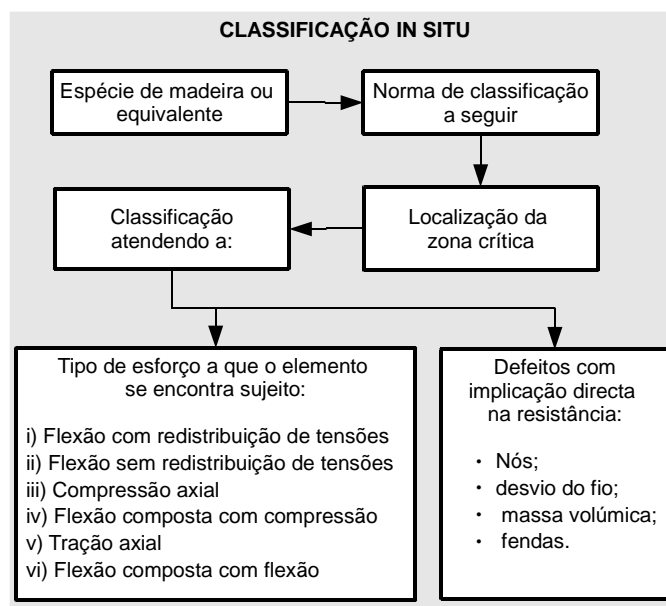 CLASSIFICAÇÃO IN SITU
Espécie de madeira ou
equivalente
Norma de classificação
a seguir
Classificação
atendendo a:
Localização da
zona crítica
Tipo de esforço a que o elemento
se encontra sujeito:
i) Flexão com redistribuição de tensões
ii) Flexão sem redistribuição de tensões
iii) Compressão axial
iv) Flexão composta com compressão
v) Tração axial
vi) Flexão composta com flexão
Defeitos com
implicação directa
na resistância:
· Nós;
· desvio do fio;
· massa volúmica;
· fendas.